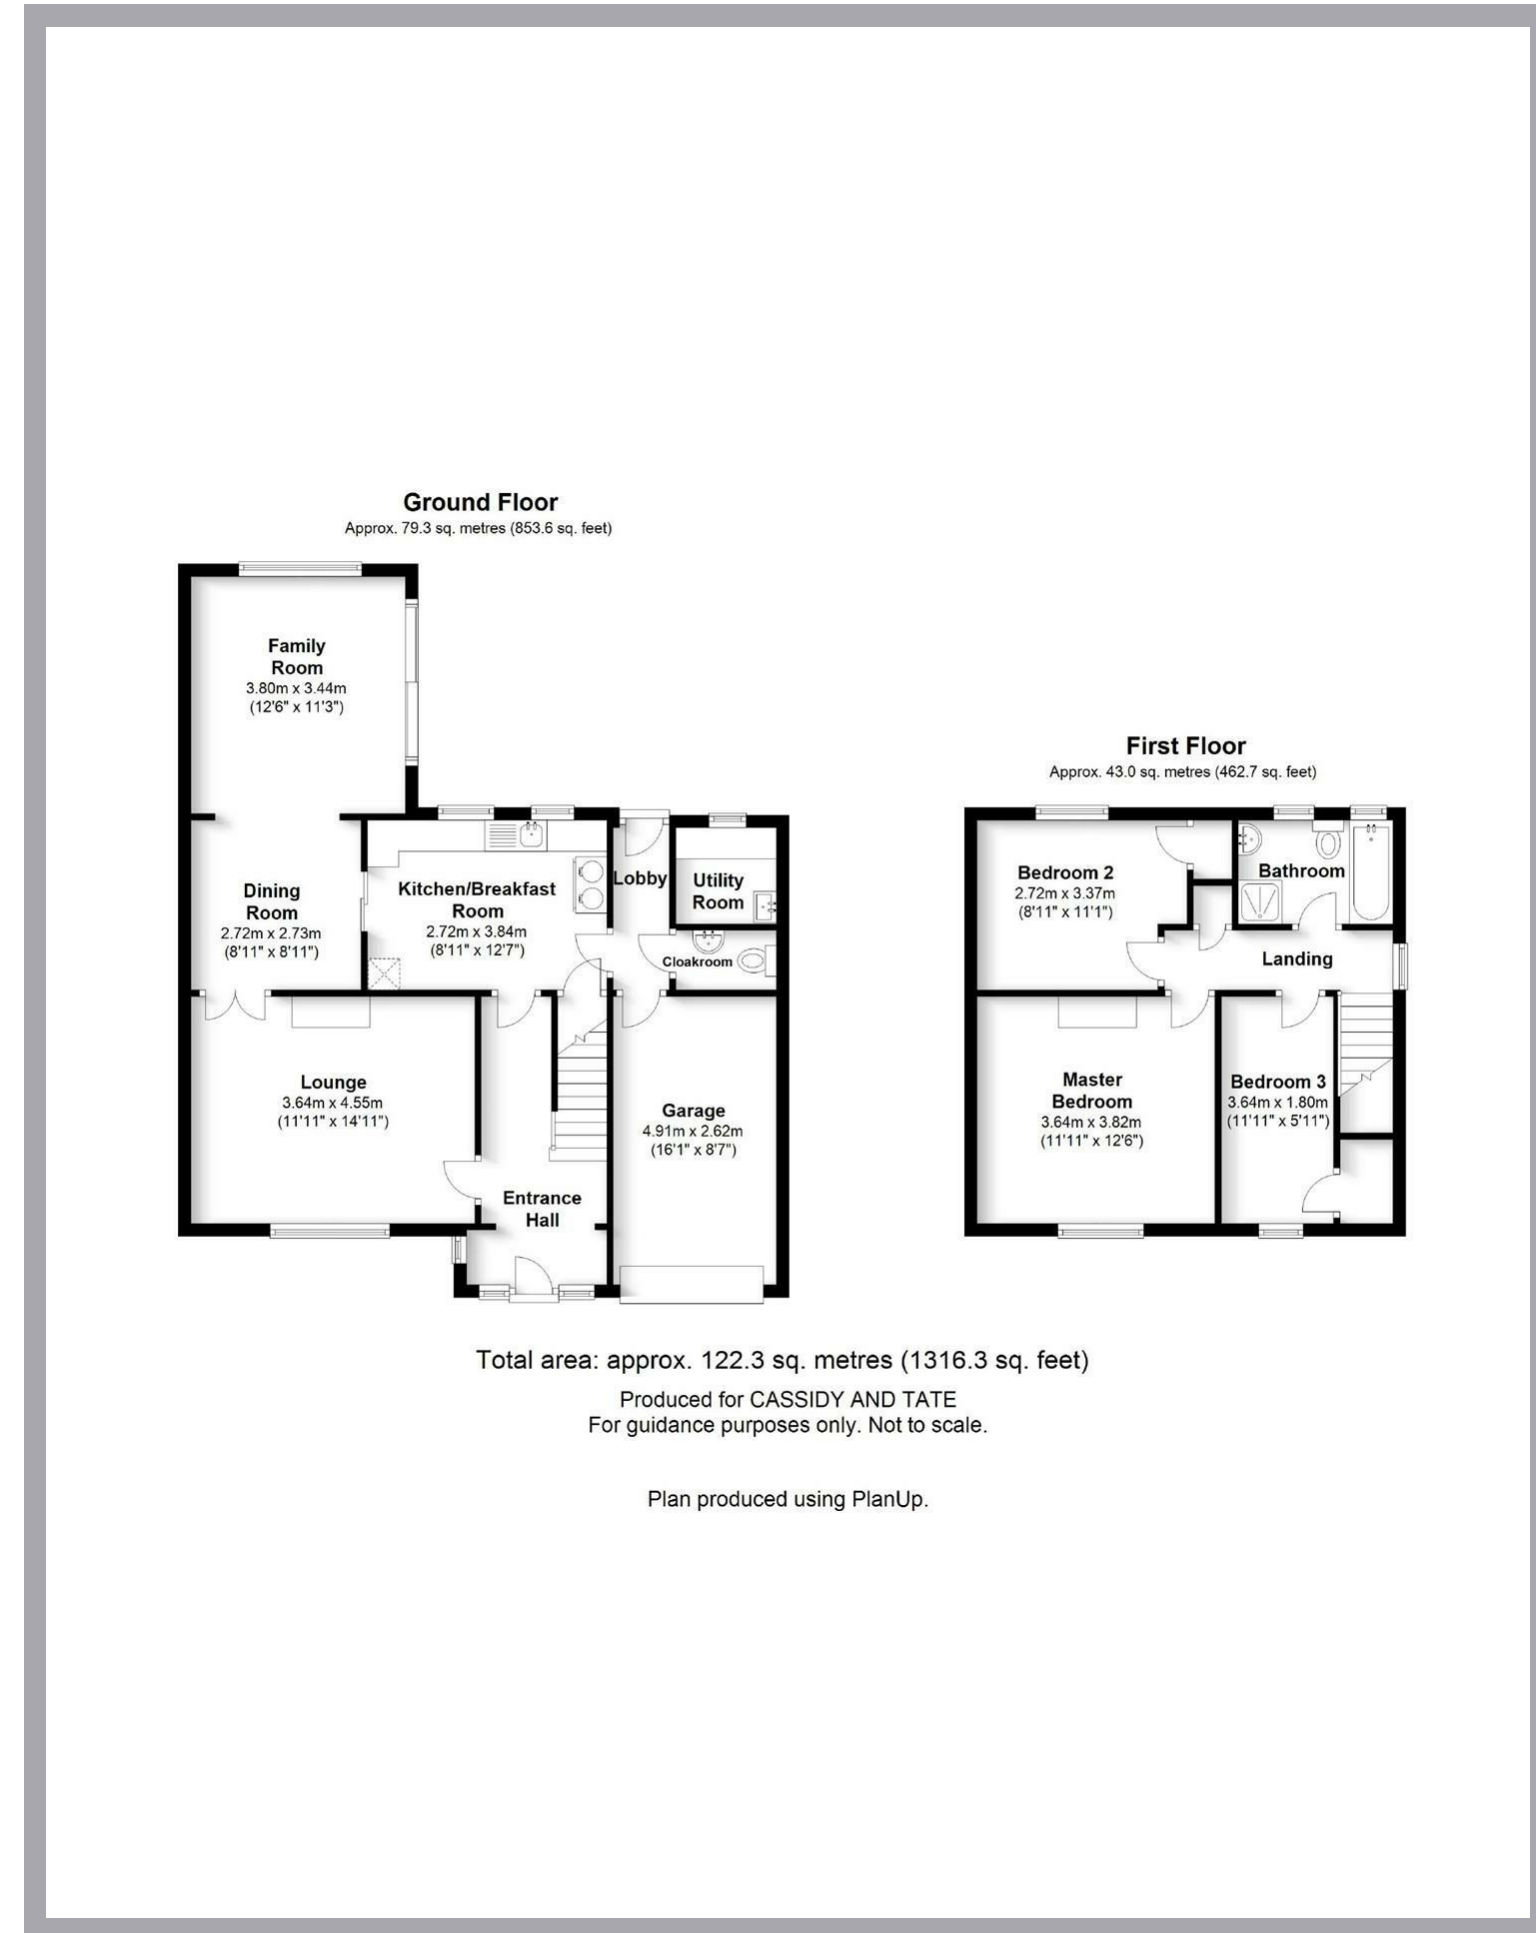 Ground Floor
Approx. 79.3 sq. metres (853.6 sq. feet)
Family
Room
3.80m x 3.44m
(12'6" x 11'3")
Dining
Room
2.72m x 2.73m
(8'11" x 8'11")
Kitchen/Breakfast
Room
2.72m x 3.84m
(8'11" x 12'7")
Lobby
Utility
Room
Cloakroom
Lounge
3.64m x 4.55m
(11'11" x 14'11")
Entrance
Hall
Garage
4.91m x 2.62m
(16'1" x 8'7")
First Floor
Approx. 43.0 sq. metres (462.7 sq. feet)
Bedroom 2
2.72m x 3.37m
(8'11" x 11'1")
Bathroom
Landing
Master
Bedroom
3.64m x 3.82m
(11'11" x 12'6")
Bedroom 3
3.64m x 1.80m
(11'11" x 5'11")
Total area: approx. 122.3 sq. metres (1316.3 sq. feet)
Produced for CASSIDY AND TATE
For guidance purposes only. Not to scale.
Plan produced using PlanUp.